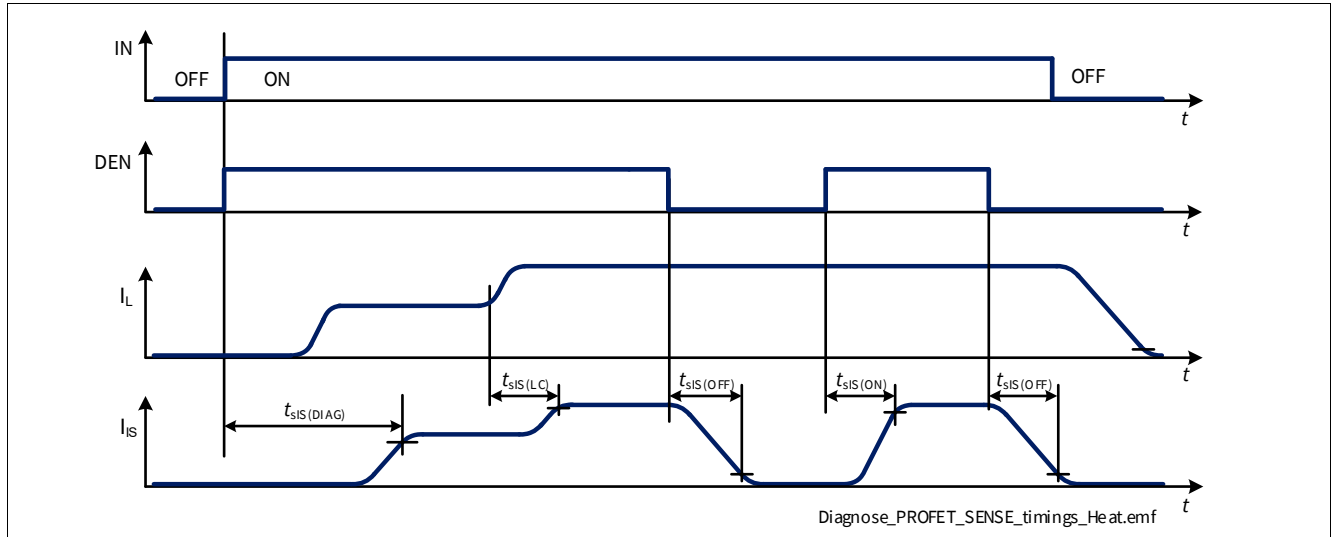 IN
OFF
ON
OFF
t
DEN
t
IL
t
tsIS(LC)
tsIS(OFF)
tsIS(ON)
tsIS(OFF)
tsIS(DIAG)
IIS
t
Diagnose_PROFET_SENSE_timings_Heat.emf